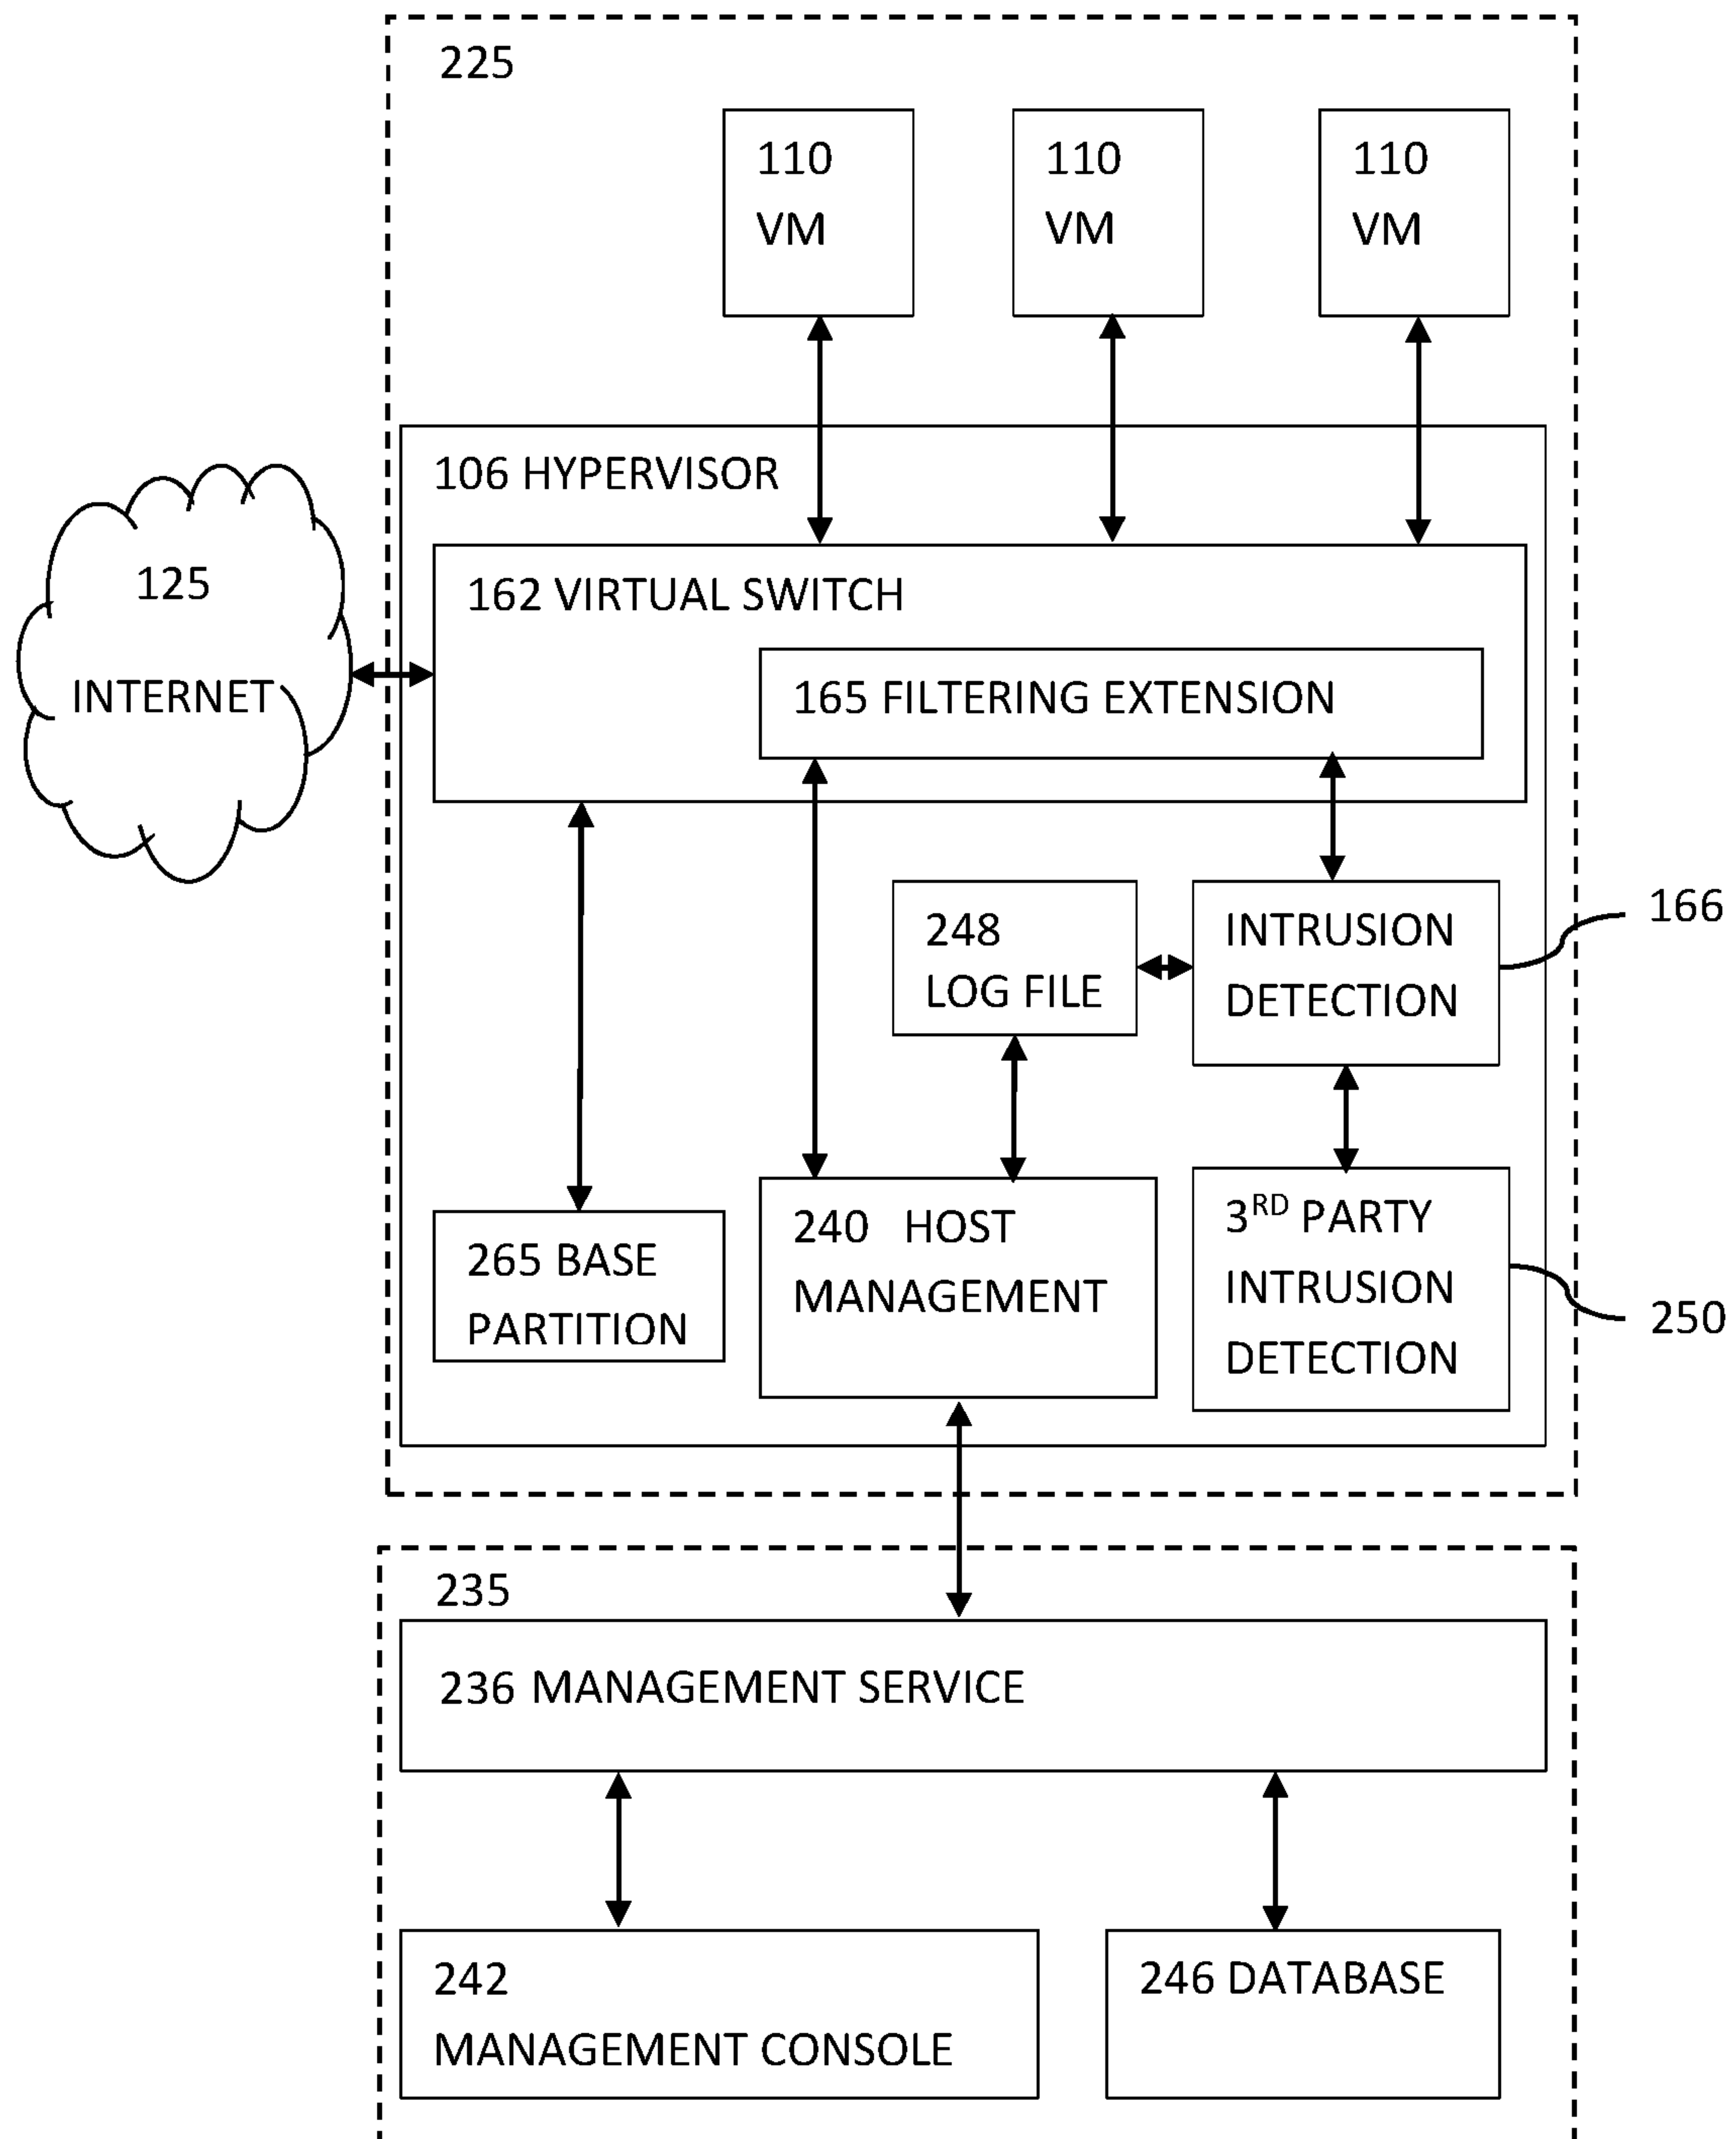 225
110
VM
110
VM
110
VM
106 HYPERVISOR
125
INTERNET
162 VIRTUAL SWITCH
165 FILTERING EXTENSION
248
LOG FILE
INTRUSION
DETECTION
166
265 BASE
PARTITION
240 HOST
MANAGEMENT
3RD PARTY
INTRUSION
DETECTION
250
235
236 MANAGEMENT SERVICE
242
MANAGEMENT CONSOLE
246 DATABASE